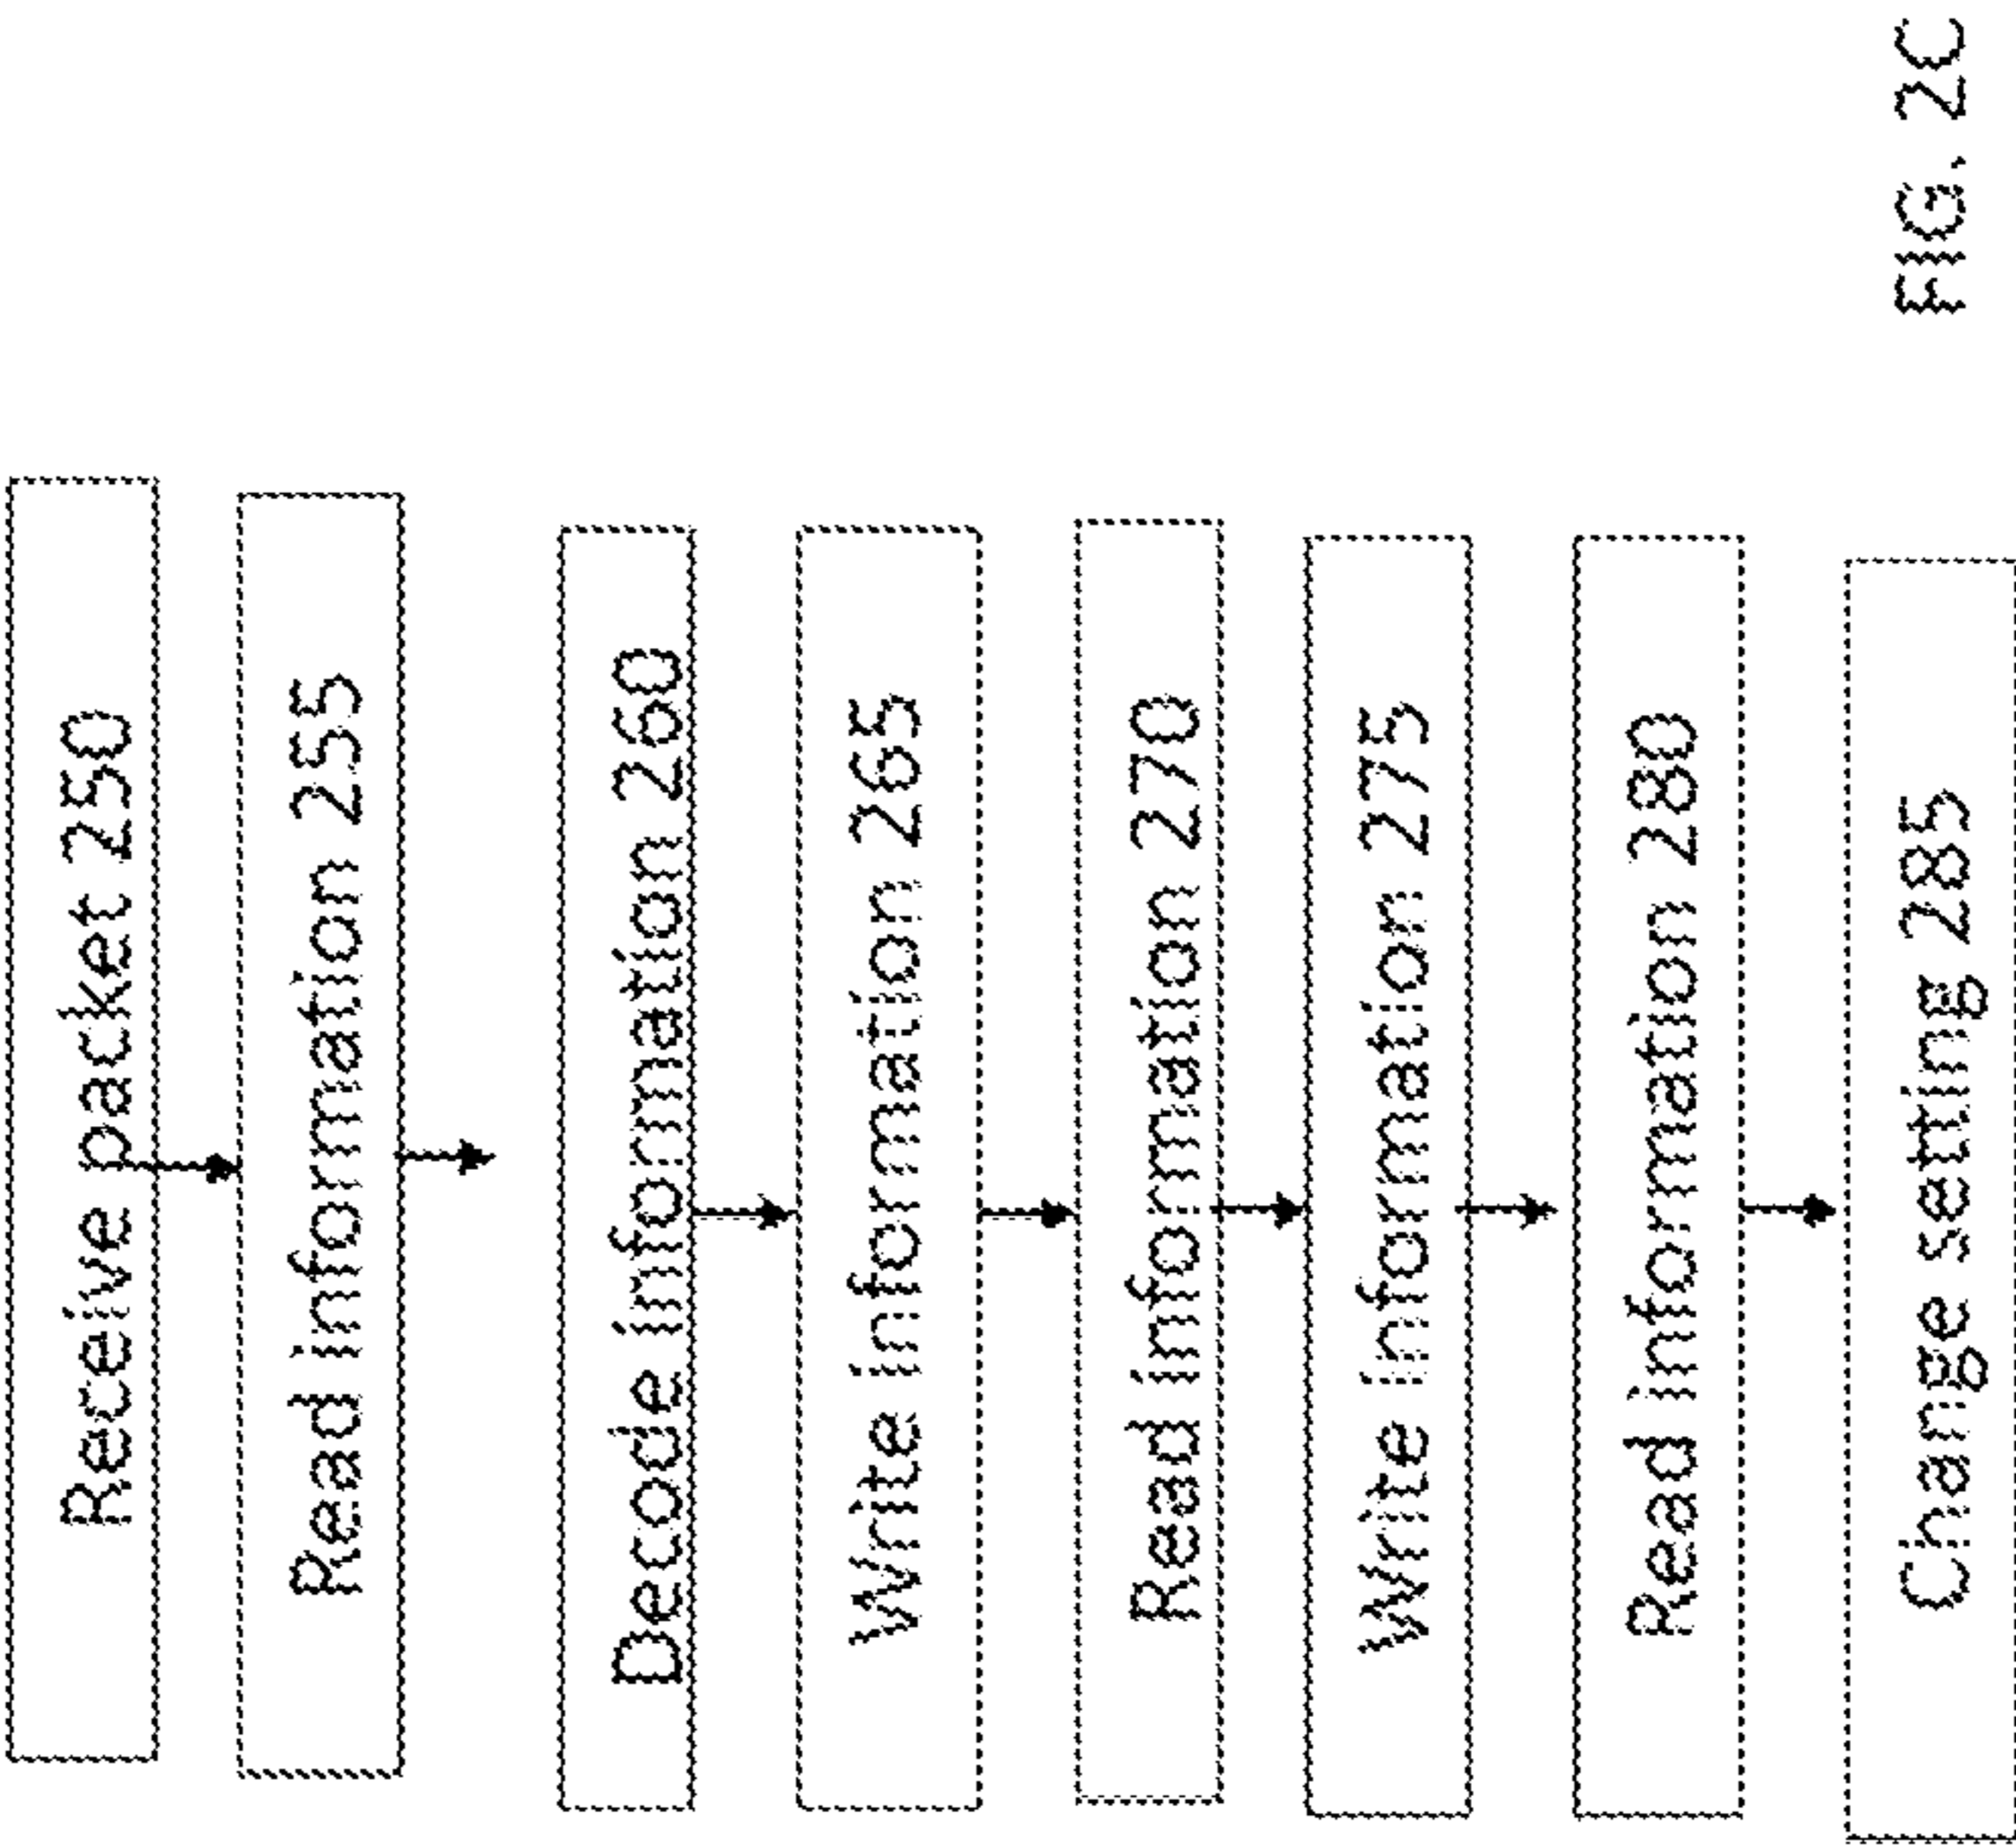 Receive packet 250
Read information 255
Decode information 260
Write information 265
Read information 270
Write information 275
Read information 280
Change setting 285
FIG. 2C